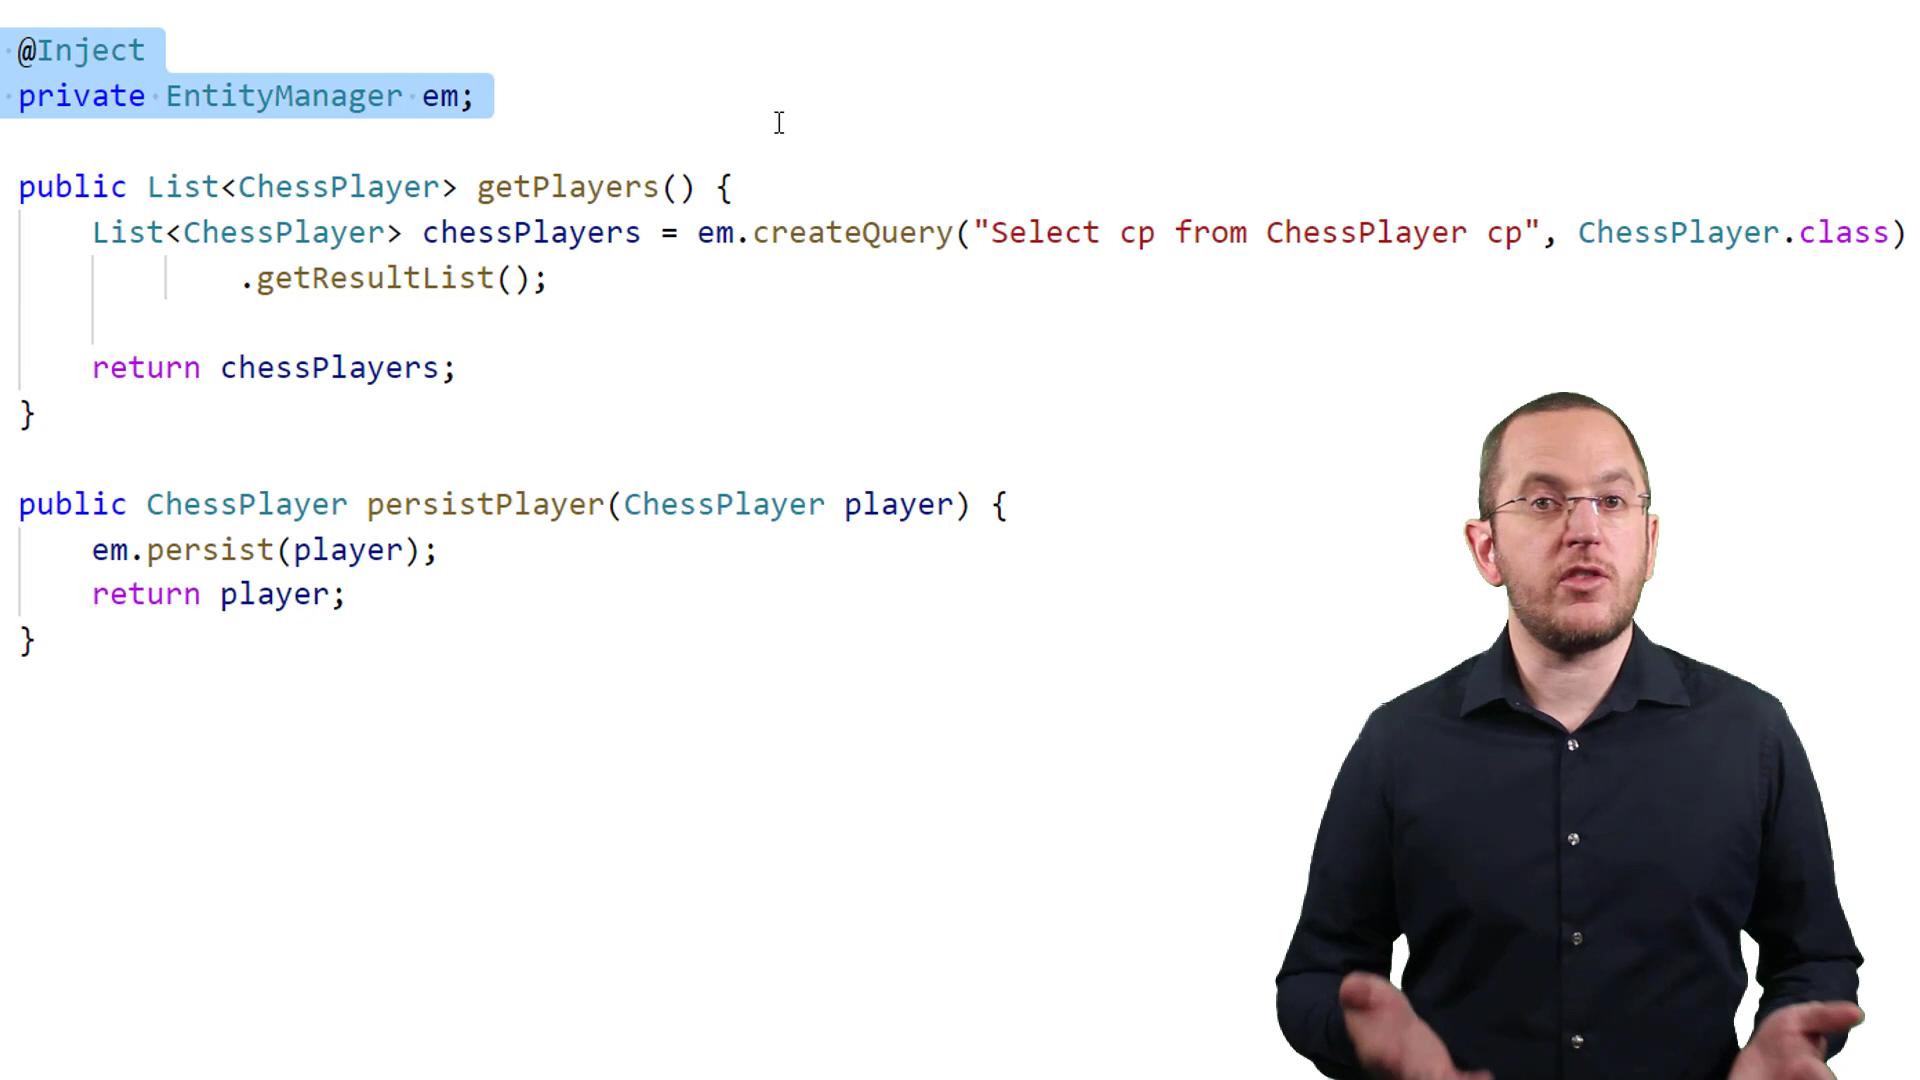 @Inject
private EntityManager em;
public List<ChessPlayer> getPlayers() {
List<ChessPlayer> chessPlayers = em.createQuery("Select cp from ChessPlayer cp", ChessPlayer.class)
.getResultList();
return chessPlayers;
}
public ChessPlayer persistPlayer(ChessPlayer player) {
em.persist(player);
return player;
}